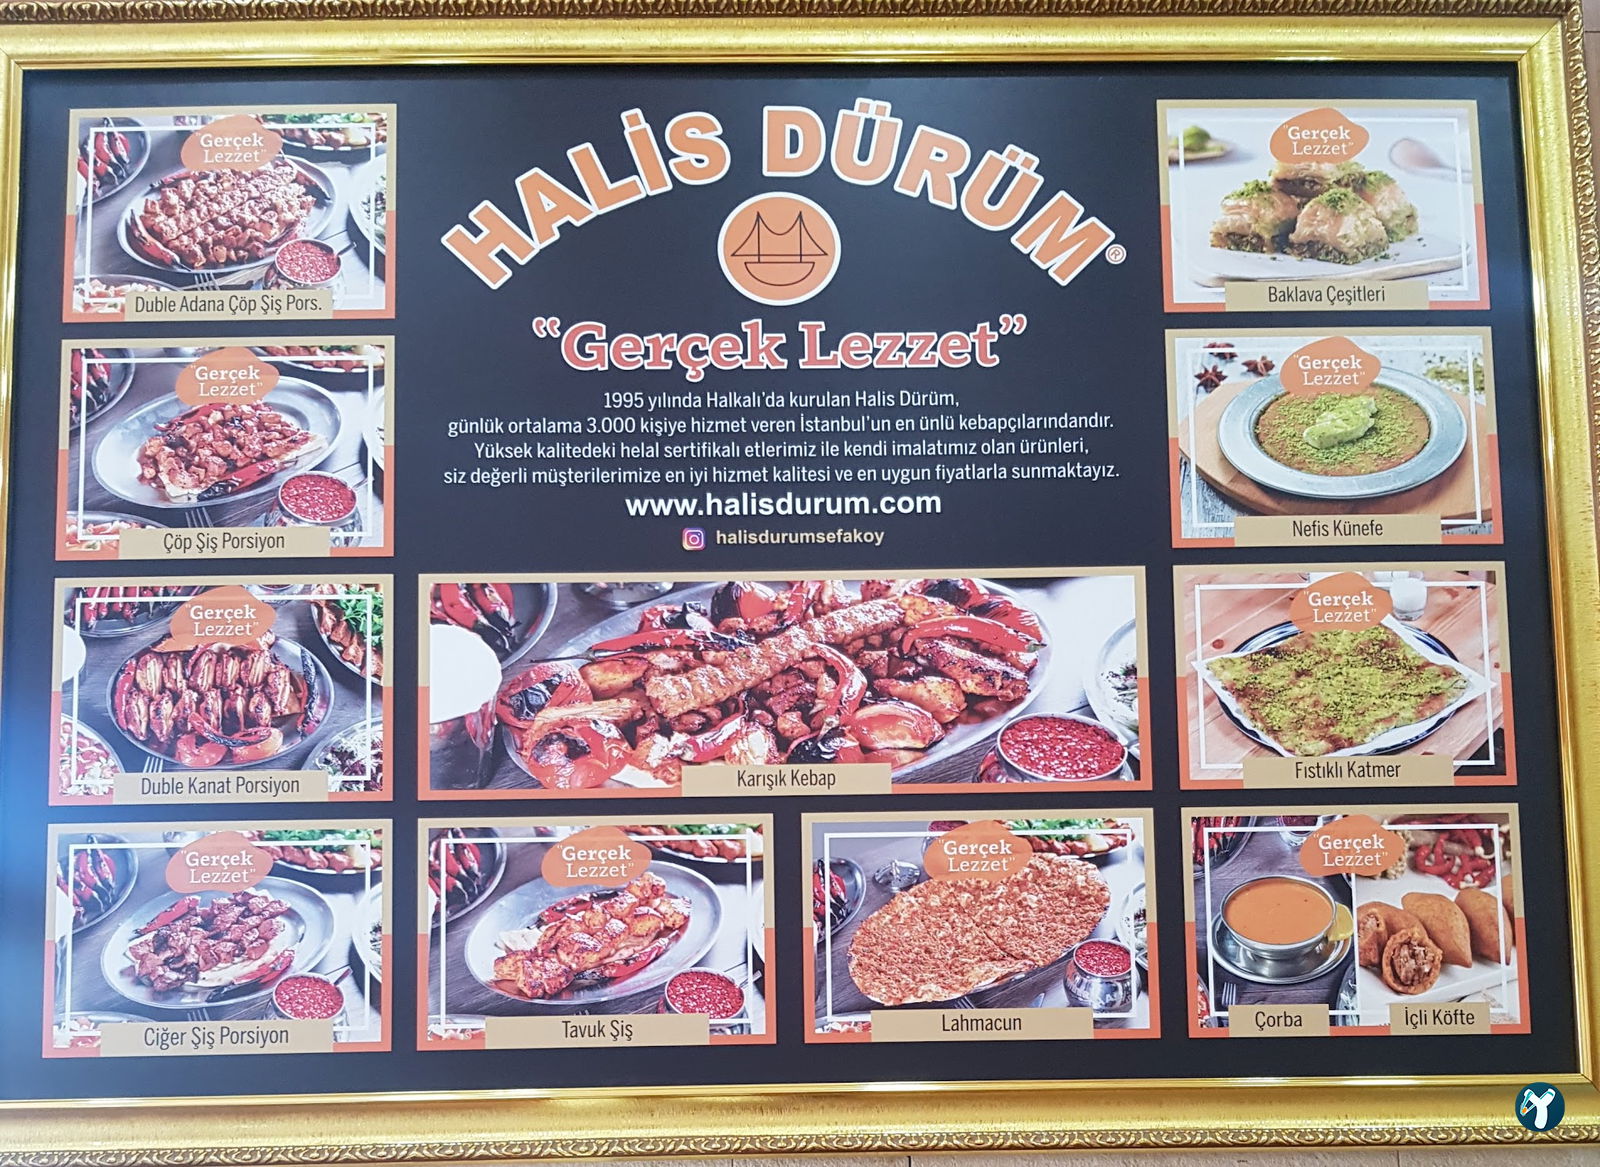 HALİS DÜRÜM®
"Gerçek Lezzet"
1995 yılında Halkalı'da kurulan Halis Dürüm,
günlük ortalama 3.000 kişiye hizmet veren İstanbul'un en ünlü kebapçılarındandır.
Yüksek kalitedeki helal sertifikalı etlerimiz ile kendi imalatımız olan ürünleri,
siz değerli müşterilerimize en iyi hizmet kalitesi ve en uygun fiyatlarla sunmaktayız.
www.halisdurum.com
halisdurumsefakoy
"Gerçek
Lezzet"
Duble Adana Çöp Şiş Pors.
"Gerçek
Lezzet"
Baklava Çeşitleri
"Gerçek
Lezzet"
Çöp Şiş Porsiyon
"Gerçek
Lezzet"
Nefis Künefe
"Gerçek
Lezzet"
Duble Kanat Porsiyon
Karışık Kebap
"Gerçek
Lezzet"
Fıstıklı Katmer
"Gerçek
Lezzet"
Ciğer Şiş Porsiyon
"Gerçek
Lezzet"
Tavuk Şiş
"Gerçek
Lezzet"
Lahmacun
"Gerçek
Lezzet"
Çorba
İçli Köfte
Y